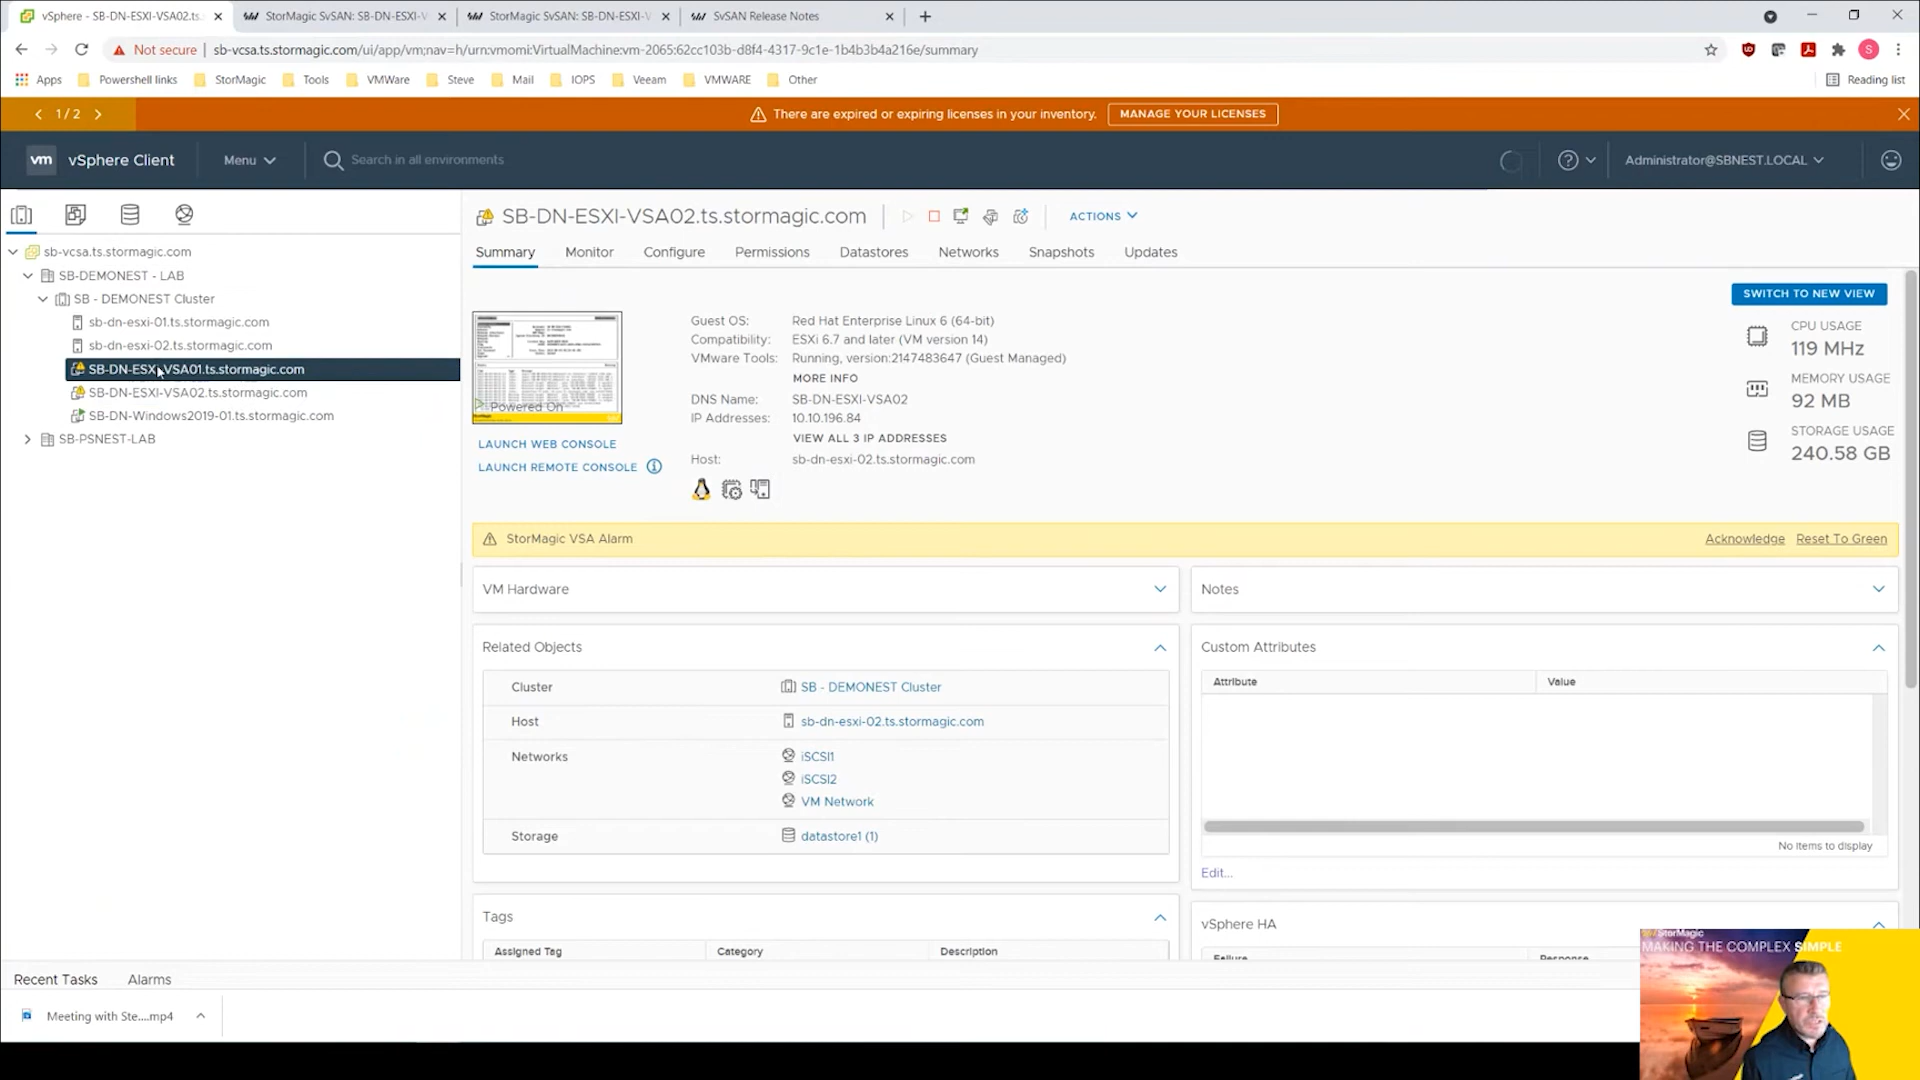 vSphere - SB-DN-ESXI-VSA02.ts.
StorMagic SvSAN: SB-DN-ESXI-V
StorMagic SvSAN: SB-DN-ESXI-V
SvSAN Release Notes
Not secure
sb-vcsa.ts.stormagic.com/ui/app/vm;nav=h/urn:vmomi:VirtualMachine:vm-2065:62cc103b-d8f4-4317-9c1e-1b4b3b4a216e/summary
S
Apps
Powershell links
StorMagic
Tools
VMWare
Steve
Mail
IOPS
Veeam
VMWARE
Other
Reading list
1 / 2
There are expired or expiring licenses in your inventory.
MANAGE YOUR LICENSES
vm
vSphere Client
Menu
Search in all environments
Administrator@SBNEST.LOCAL
sb-vcsa.ts.stormagic.com
SB-DEMONEST - LAB
SB - DEMONEST Cluster
sb-dn-esxi-01.ts.stormagic.com
sb-dn-esxi-02.ts.stormagic.com
SB-DN-ESXI-VSA01.ts.stormagic.com
SB-DN-ESXI-VSA02.ts.stormagic.com
SB-DN-Windows2019-01.ts.stormagic.com
SB-PSNEST-LAB
SB-DN-ESXI-VSA02.ts.stormagic.com
ACTIONS
Summary
Monitor
Configure
Permissions
Datastores
Networks
Snapshots
Updates
SWITCH TO NEW VIEW
Powered On
LAUNCH WEB CONSOLE
LAUNCH REMOTE CONSOLE
Guest OS: Red Hat Enterprise Linux 6 (64-bit)
Compatibility: ESXi 6.7 and later (VM version 14)
VMware Tools: Running, version:2147483647 (Guest Managed)
MORE INFO
DNS Name: SB-DN-ESXI-VSA02
IP Addresses: 10.10.196.84
VIEW ALL 3 IP ADDRESSES
Host: sb-dn-esxi-02.ts.stormagic.com
CPU USAGE
119 MHz
MEMORY USAGE
92 MB
STORAGE USAGE
240.58 GB
StorMagic VSA Alarm
Acknowledge
Reset To Green
VM Hardware
Related Objects
Cluster
SB - DEMONEST Cluster
Host
sb-dn-esxi-02.ts.stormagic.com
Networks
iSCSI1
iSCSI2
VM Network
Storage
datastore1 (1)
Tags
Assigned Tag
Category
Description
Notes
Custom Attributes
Attribute
Value
No items to display
Edit...
vSphere HA
Failure
Response
Recent Tasks
Alarms
Meeting with Ste....mp4
StorMagic
MAKING THE COMPLEX SIMPLE